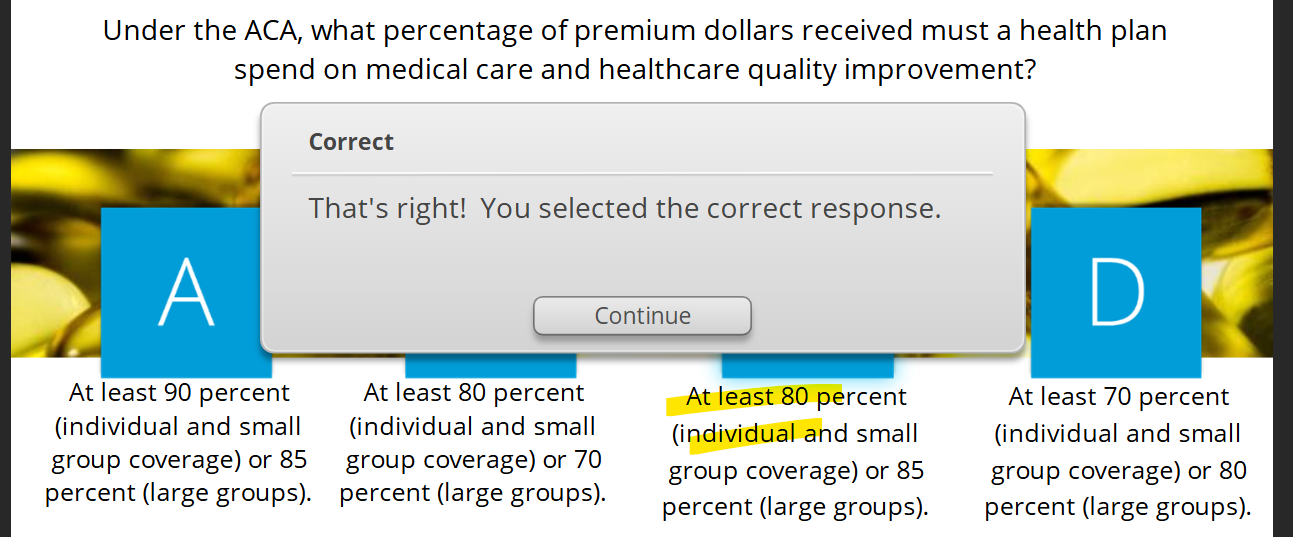 Under the ACA, what percentage of premium dollars received must a health plan
spend on medical care and healthcare quality improvement?
Correct
That's right! You selected the correct response.
Continue
A
D
At least 90 percent
(individual and small
group coverage) or 85
percent (large groups).
At least 80 percent
(individual and small
group coverage) or 70
percent (large groups).
At least 80 percent
(individual and small
group coverage) or 85
percent (large groups).
At least 70 percent
(individual and small
group coverage) or 80
percent (large groups).